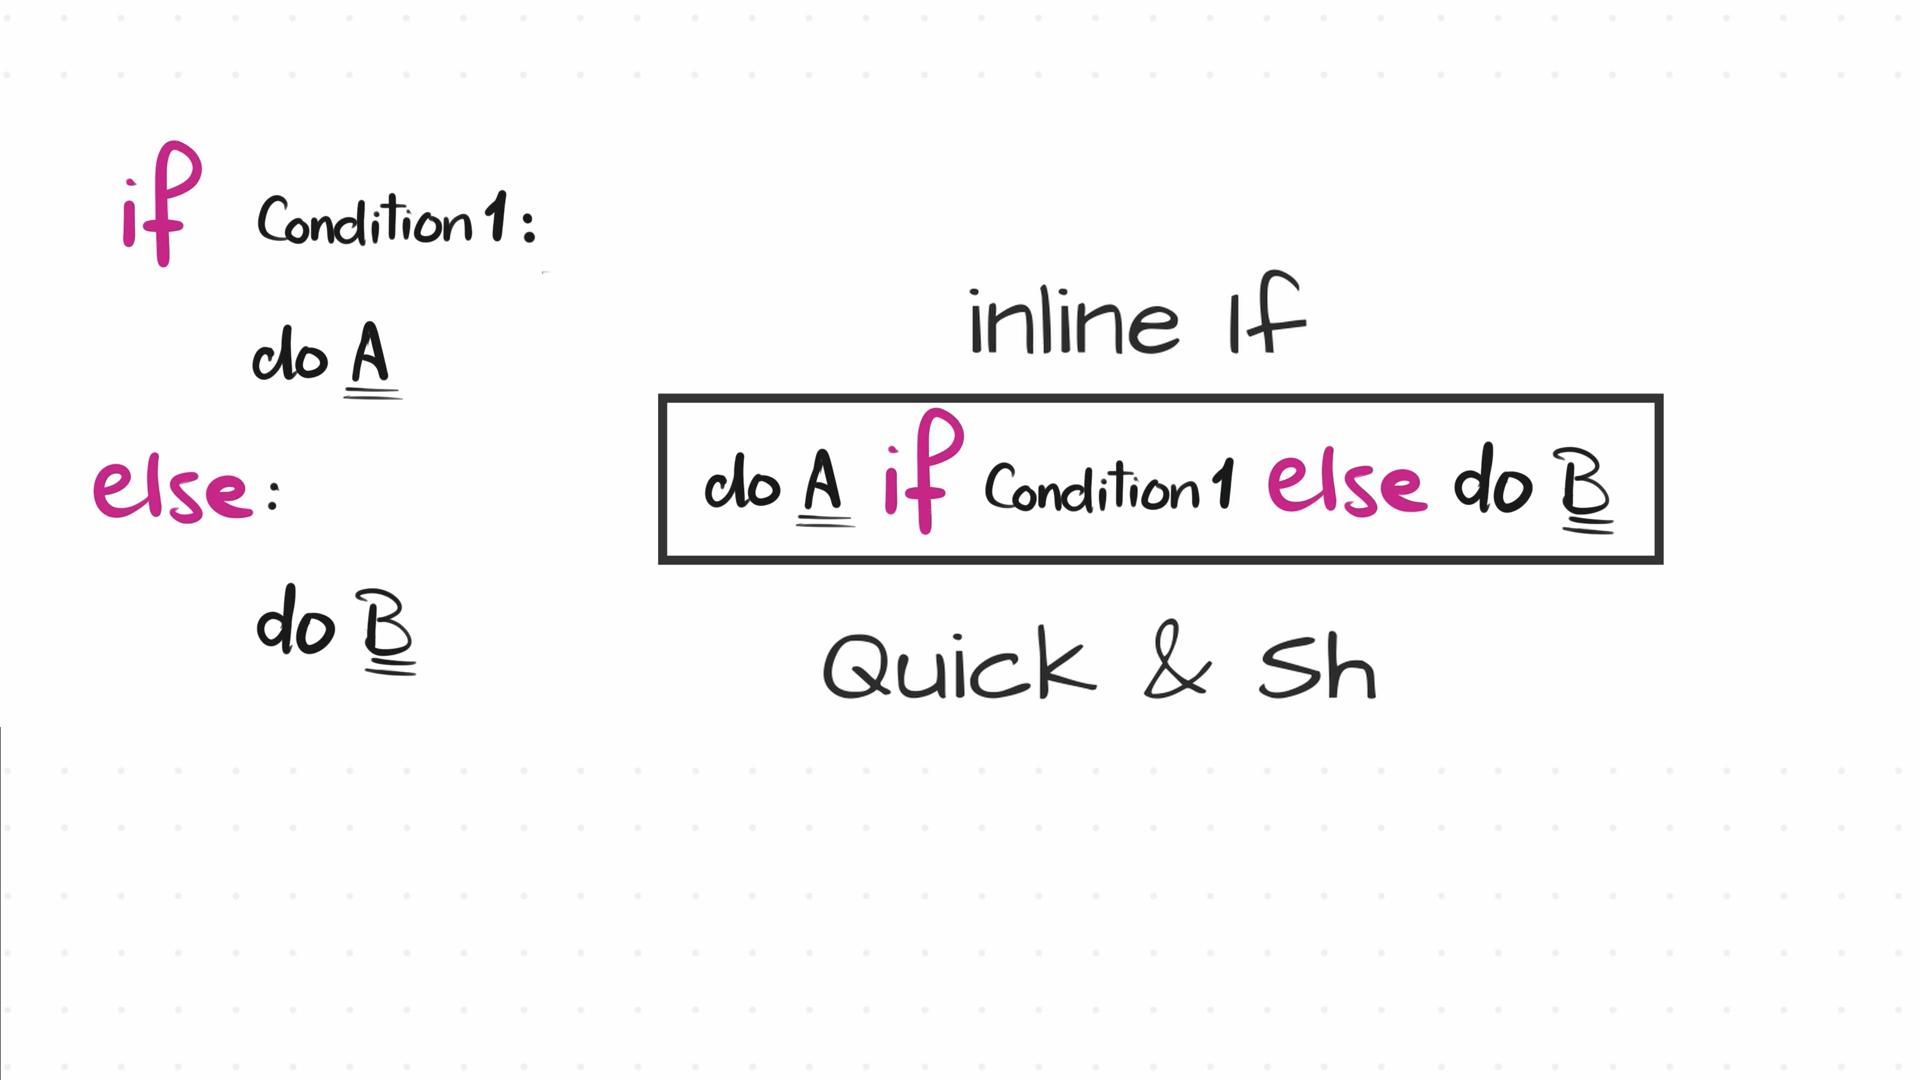 if Condition 1:
do A
else:
do B
inline If
do A if Condition 1 else do B
Quick & Sh